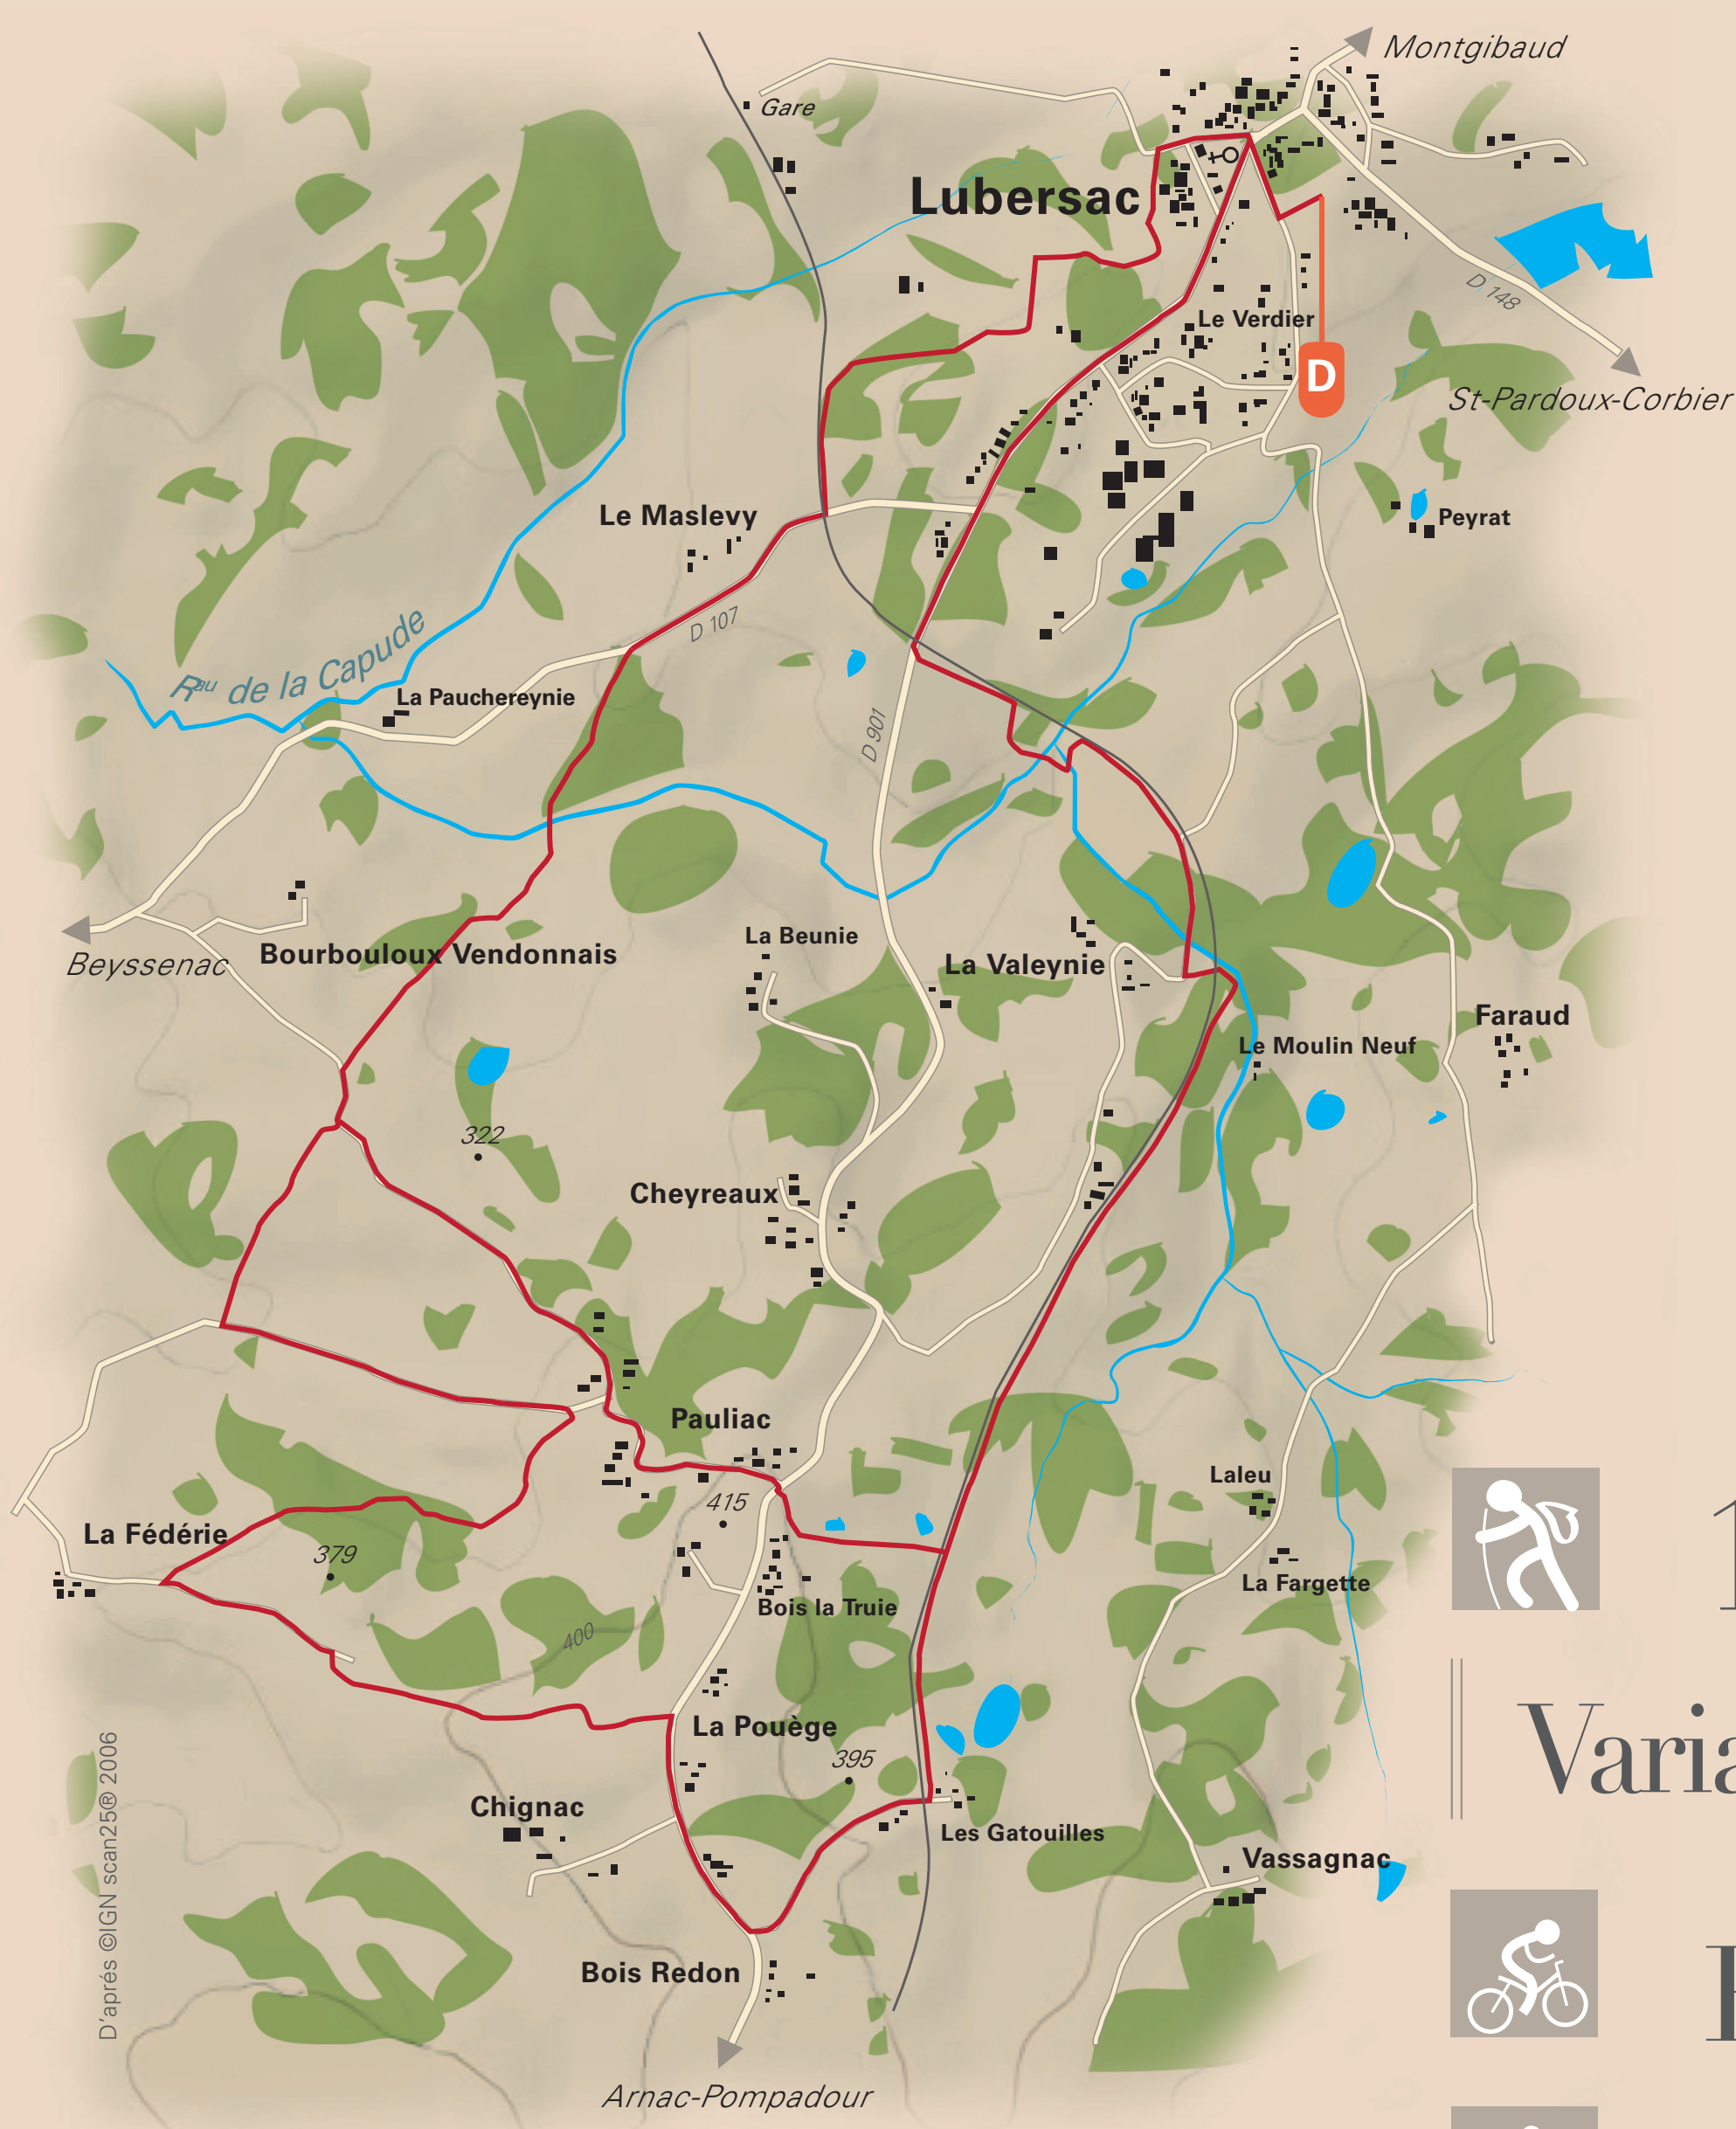 Montgibaud
Gare
Lubersac
D 148
Le Verdier
D
St-Pardoux-Corbier
Le Maslevy
Peyrat
D 107
Rau de la Capude
La Pauchereynie
D 901
La Beunie
Bourbouloux Vendonnais
La Valeynie
Beyssenac
Faraud
Le Moulin Neuf
322
Cheyreaux
Pauliac
Laleu
415
La Fédérie
379
La Fargette
Bois la Truie
400
Varia
La Pouège
395
Chignac
Les Gatouilles
Vassagnac
D'aprés ©IGN scan25® 2006
Bois Redon
Arnac-Pompadour